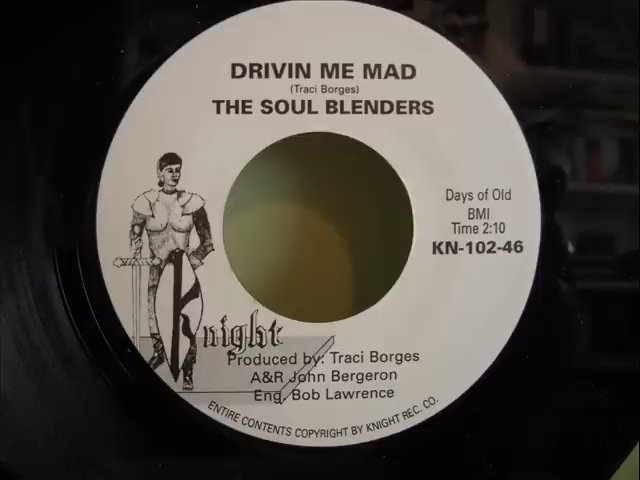 DRIVIN ME MAD
(Traci Borges)
THE SOUL BLENDERS
Days of Old
BMI
Time 2:10
KN-102-46
Knight
Produced by: Traci Borges
A&R John Bergeron
Eng. Bob Lawrence
ENTIRE CONTENTS COPYRIGHT BY KNIGHT REC. CO.